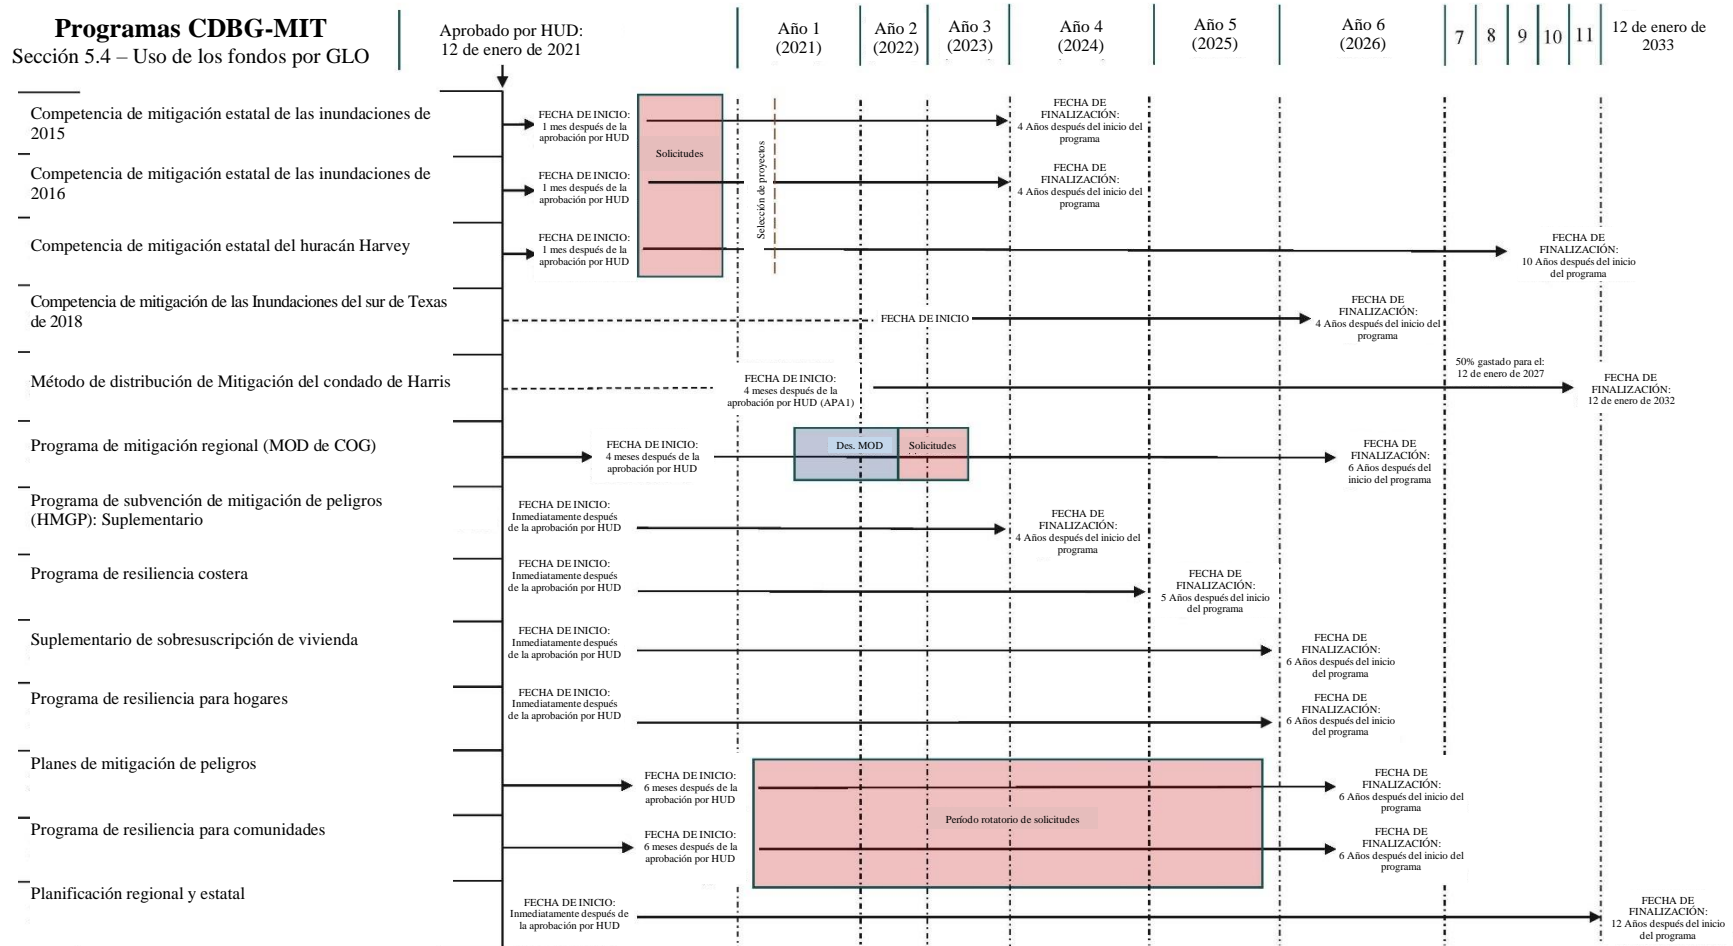 Programas CDBG-MIT
Sección 5.4 – Uso de los fondos por GLO
Aprobado por HUD:
12 de enero de 2021
Año 1
(2021)
Año 2
(2022)
Año 3
(2023)
Año 4
(2024)
Año 5
(2025)
Año 6
(2026)
7
8
9
10
11
12 de enero de
2033
Competencia de mitigación estatal de las inundaciones de
2015
FECHA DE INICIO:
1 mes después de la
aprobación por HUD
Solicitudes
Selección de proyectos
FECHA DE
FINALIZACIÓN:
4 Años después del inicio del
programa
Competencia de mitigación estatal de las inundaciones de
2016
FECHA DE INICIO:
1 mes después de la
aprobación por HUD
FECHA DE
FINALIZACIÓN:
4 Años después del inicio del
programa
Competencia de mitigación estatal del huracán Harvey
FECHA DE INICIO:
1 mes después de la
aprobación por HUD
FECHA DE
FINALIZACIÓN:
10 Años después del inicio
del programa
Competencia de mitigación de las Inundaciones del sur de Texas
de 2018
FECHA DE INICIO
FECHA DE
FINALIZACIÓN:
4 Años después del inicio del
programa
Método de distribución de Mitigación del condado de Harris
FECHA DE INICIO:
4 meses después de la
aprobación por HUD (APA1)
50% gastado para el:
12 de enero de 2027
FECHA DE
FINALIZACIÓN:
12 de enero de 2032
Programa de mitigación regional (MOD de COG)
FECHA DE INICIO:
4 meses después de la
aprobación por HUD
Des. MOD
Solicitudes
FECHA DE
FINALIZACIÓN:
6 Años después del
inicio del programa
Programa de subvención de mitigación de peligros
(HMGP): Suplementario
FECHA DE INICIO:
Inmediatamente después
de la aprobación por HUD
FECHA DE
FINALIZACIÓN:
4 Años después del inicio del
programa
Programa de resiliencia costera
FECHA DE INICIO:
Inmediatamente después
de la aprobación por HUD
FECHA DE
FINALIZACIÓN:
5 Años después del inicio
del programa
Suplementario de sobresuscripción de vivienda
FECHA DE INICIO:
Inmediatamente después
de la aprobación por HUD
FECHA DE
FINALIZACIÓN:
6 Años después del inicio
del programa
Programa de resiliencia para hogares
FECHA DE INICIO:
Inmediatamente después
de la aprobación por HUD
FECHA DE
FINALIZACIÓN:
6 Años después del inicio
del programa
Planes de mitigación de peligros
FECHA DE INICIO:
6 meses después de la
aprobación por HUD
FECHA DE
FINALIZACIÓN:
6 Años después del inicio del
programa
Período rotatorio de solicitudes
Programa de resiliencia para comunidades
FECHA DE INICIO:
6 meses después de la
aprobación por HUD
FECHA DE
FINALIZACIÓN:
6 Años después del inicio del
programa
Planificación regional y estatal
FECHA DE INICIO:
Inmediatamente después de
la aprobación por HUD
FECHA DE
FINALIZACIÓN:
12 Años después del inicio
del programa